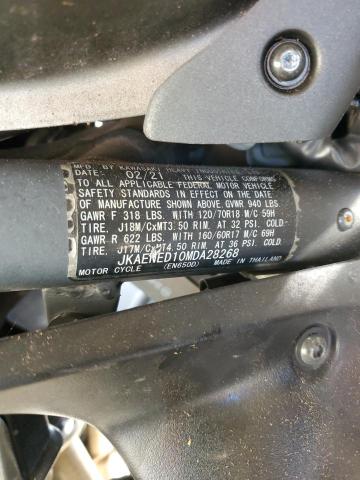 MFD. BY KAWASAKI HEAVY INDUSTRIES
DATE: 02/21 THIS VEHICLE CONFORMS
TO ALL APPLICABLE FEDERAL MOTOR VEHICLE
SAFETY STANDARDS IN EFFECT ON THE DATE
OF MANUFACTURE SHOWN ABOVE. GVWR 940 LBS.
GAWR F 318 LBS. WITH 120/70R18 M/C 59H
TIRE, J18M/CxMT3.50 RIM, AT 32 PSI COLD.
GAWR R 622 LBS. WITH 160/60R17 M/C 69H
TIRE, J17M/CxMT4.50 RIM, AT 36 PSI COLD.
JKAENED10MDA28268
MOTOR CYCLE (EN650D) MADE IN THAILAND